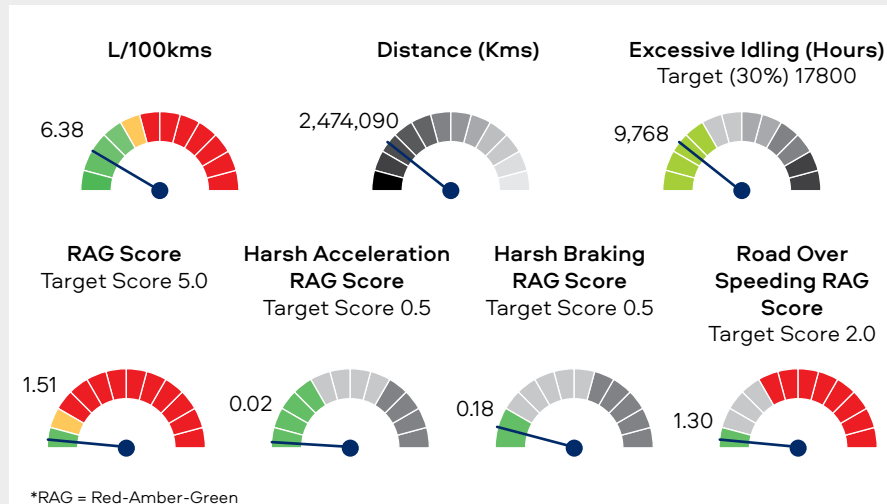 L/100kms
Distance (Kms)
Excessive Idling (Hours)
Target (30%) 17800
6.38
2,474,090
9,768
RAG Score
Target Score 5.0
Harsh Acceleration
RAG Score
Target Score 0.5
Harsh Braking
RAG Score
Target Score 0.5
Road Over
Speeding RAG
Score
Target Score 2.0
1.51
0.02
0.18
1.30
*RAG = Red-Amber-Green